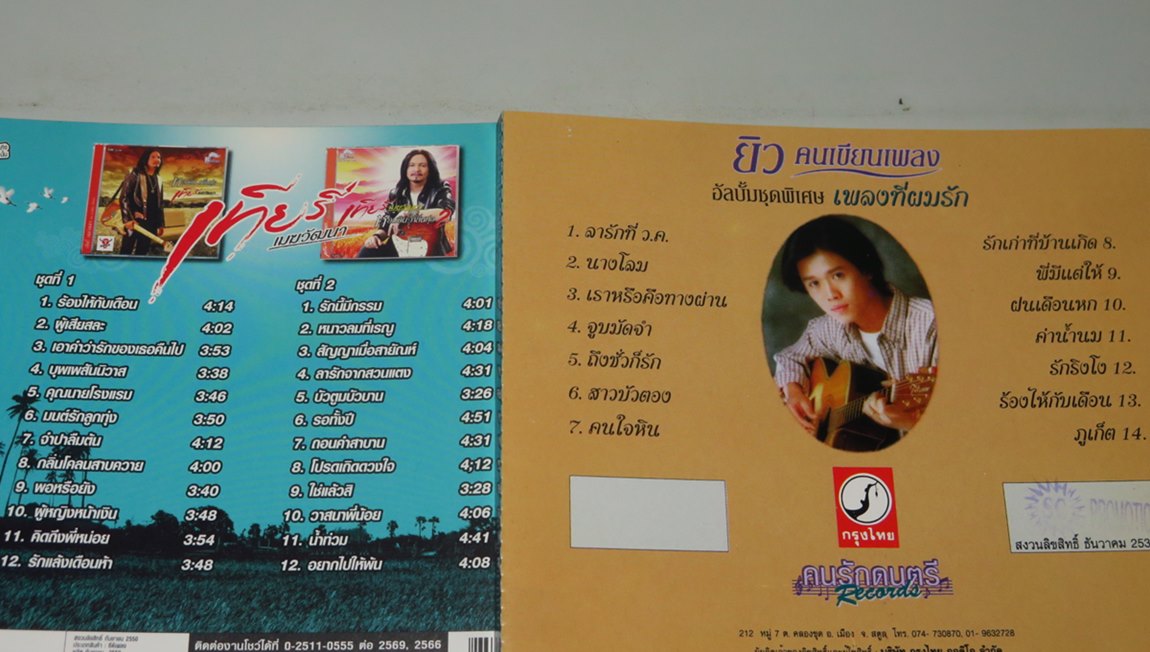 เทียรี่
เมฆวัฒนา
ชุดที่ 1
1. ร้องไห้กับเดือน 4:14
2. ผู้เสียสละ 4:02
3. เอาคำว่ารักของเธอคืนไป 3:53
4. บุพเพสันนิวาส 3:38
5. คุณนายโรงแรม 3:46
6. มนต์รักลูกทุ่ง 3:50
7. จำปาลืมต้น 4:12
8. กลิ่นโคลนสาบควาย 4:00
9. พอหรือยัง 3:40
10. ผู้หญิงหน้าเงิน 3:48
11. คิดถึงพี่หน่อย 3:54
12. รักแล้งเดือนห้า 3:48
ชุดที่ 2
1. รักนี้มีกรรม 4:01
2. หนาวลมที่เรณู 4:18
3. สัญญาเมื่อสายัณห์ 4:04
4. ลารักจากสวนแตง 4:31
5. บัวตูมบัวบาน 3:26
6. รอทั้งปี 4:51
7. ถอนคำสาบาน 4:31
8. โปรดเกิดดวงใจ 4;12
9. ใช่แล้วสิ 3:28
10. วาสนาพี่น้อย 4:06
11. น้ำท่วม 4:41
12. อยากไปให้พ้น 4:08
สงวนลิขสิทธิ์ กันยายน 2550
ติดต่องานโชว์ได้ที่ 0-2511-0555 ต่อ 2569, 2566
ยิว คนเขียนเพลง
อัลบั้มชุดพิเศษ เพลงที่ผมรัก
1. ลารักที่ ว.ค.
2. นางโลม
3. เราหรือคือทางผ่าน
4. จูบมัดจำ
5. ถึงชั่วก็รัก
6. สาวบัวตอง
7. คนใจหิน
รักเก่าที่บ้านเกิด 8.
พี่มีแต่ให้ 9.
ฝนเดือนหก 10.
ค่าน้ำนม 11.
รักริงโง 12.
ร้องไห้กับเดือน 13.
ภูเก็ต 14.
กรุงไทย
สงวนลิขสิทธิ์ ธันวาคม 253
คนรักดนตรี
Records
212 หมู่ 7 ต. คลองขุด อ. เมือง จ. สตูล โทร. 074- 730870, 01- 9632728